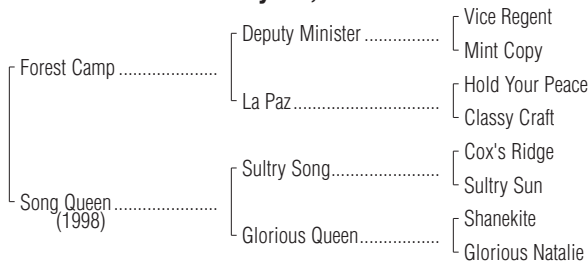 Vice Regent
Deputy Minister ................
Mint Copy
Forest Camp .....................
Hold Your Peace
La Paz...............................
Classy Craft
Cox's Ridge
Sultry Song.......................
Sultry Sun
Song Queen......................
(1998)
Shanekite
Glorious Queen.................
Glorious Natalie